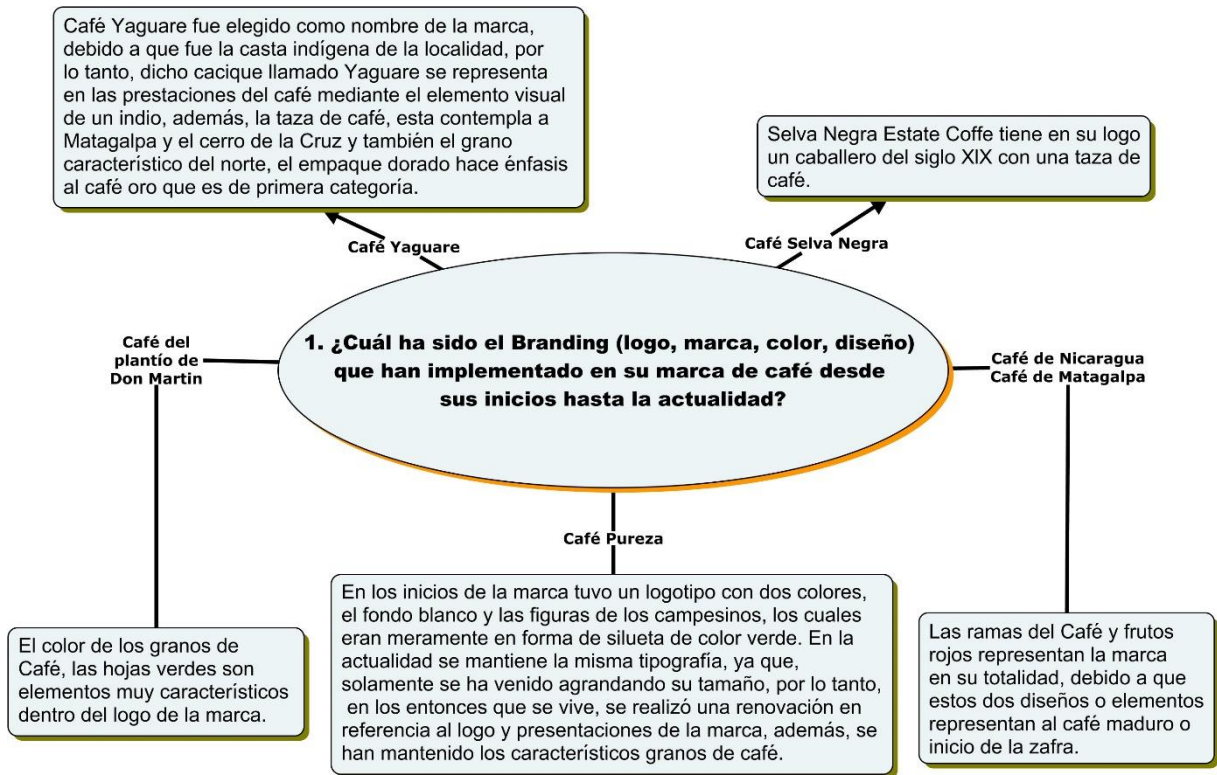 Café Yaguare fue elegido como nombre de la marca,
debido a que fue la casta indígena de la localidad, por
lo tanto, dicho cacique llamado Yaguare se representa
en las prestaciones del café mediante el elemento visual
de un indio, además, la taza de café, esta contempla a
Matagalpa y el cerro de la Cruz y también el grano
característico del norte, el empaque dorado hace énfasis
al café oro que es de primera categoría.
Selva Negra Estate Coffe tiene en su logo
un caballero del siglo XIX con una taza de
café.
Café Yaguare
Café Selva Negra
1. ¿Cuál ha sido el Branding (logo, marca, color, diseño)
que han implementado en su marca de café desde
sus inicios hasta la actualidad?
Café del
plantío de
Don Martin
Café de Nicaragua
Café de Matagalpa
Café Pureza
El color de los granos de
Café, las hojas verdes son
elementos muy característicos
dentro del logo de la marca.
En los inicios de la marca tuvo un logotipo con dos colores,
el fondo blanco y las figuras de los campesinos, los cuales
eran meramente en forma de silueta de color verde. En la
actualidad se mantiene la misma tipografía, ya que,
solamente se ha venido agrandando su tamaño, por lo tanto,
en los entonces que se vive, se realizó una renovación en
referencia al logo y presentaciones de la marca, además, se
han mantenido los característicos granos de café.
Las ramas del Café y frutos
rojos representan la marca
en su totalidad, debido a que
estos dos diseños o elementos
representan al café maduro o
inicio de la zafra.